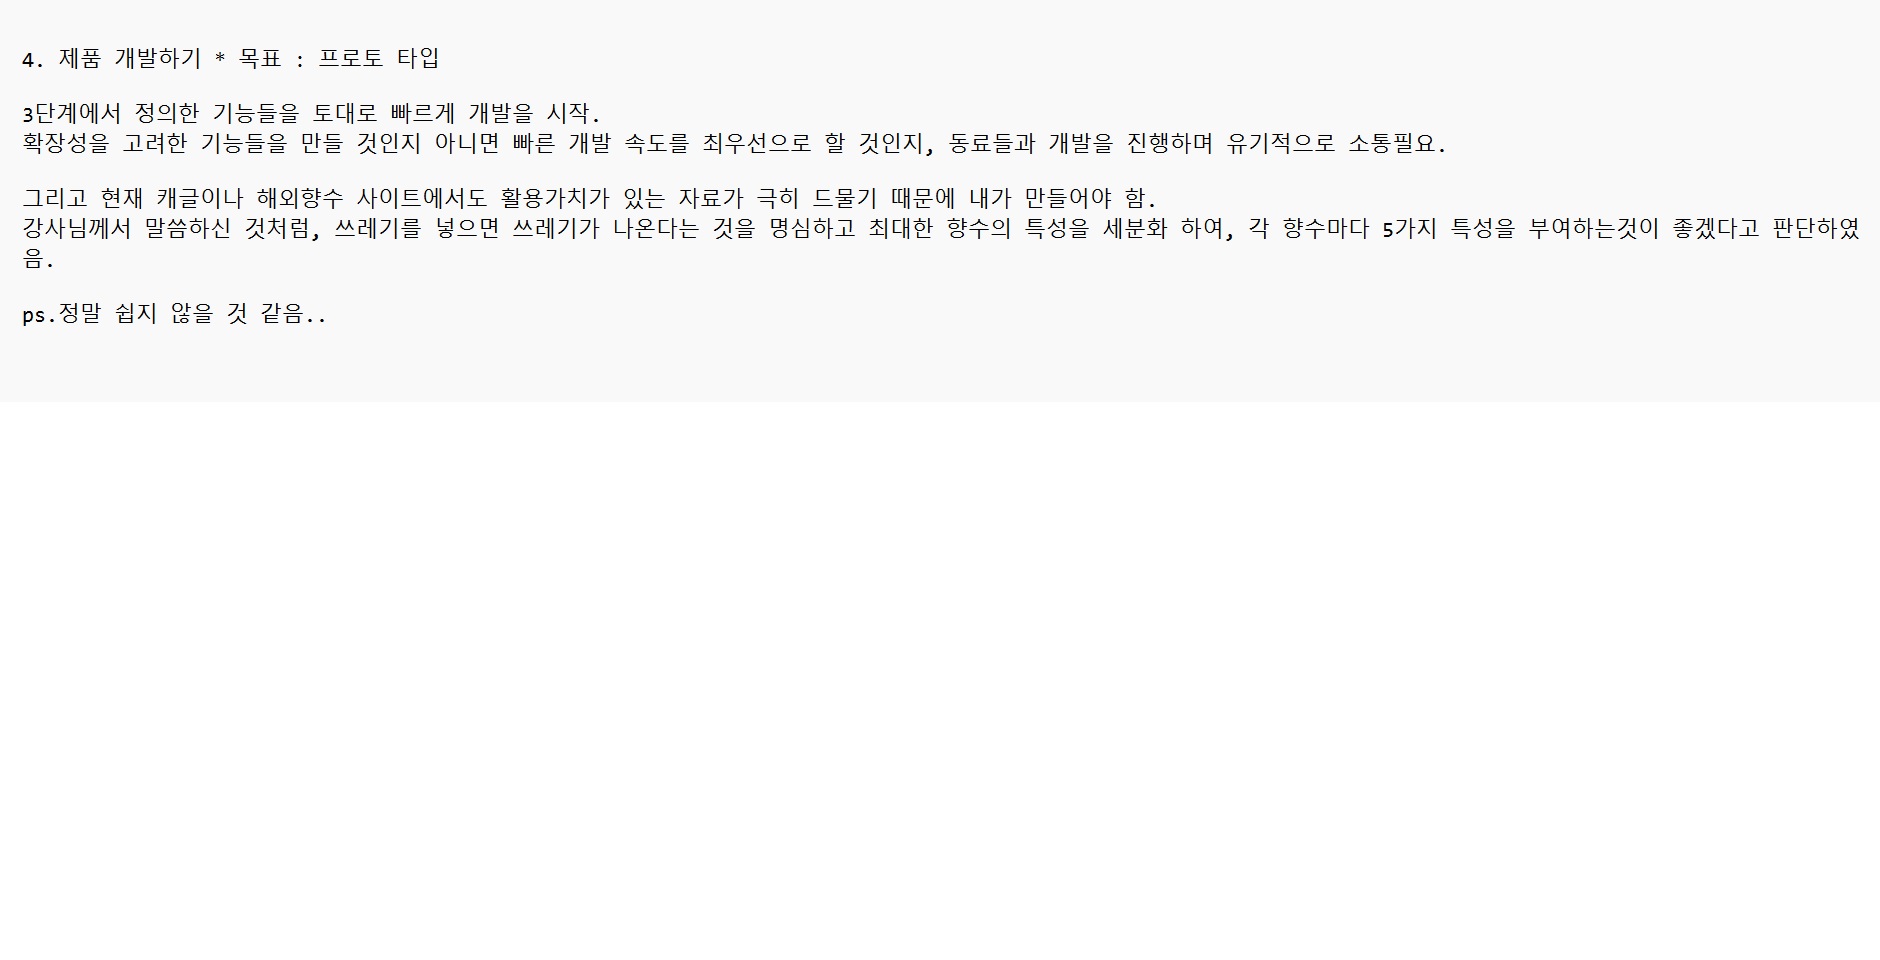 4. 제품 개발하기 * 목표 : 프로토 타입
3단계에서 정의한 기능들을 토대로 빠르게 개발을 시작.
확장성을 고려한 기능들을 만들 것인지 아니면 빠른 개발 속도를 최우선으로 할 것인지, 동료들과 개발을 진행하며 유기적으로 소통필요.
그리고 현재 캐글이나 해외향수 사이트에서도 활용가치가 있는 자료가 극히 드물기 때문에 내가 만들어야 함.
강사님께서 말씀하신 것처럼, 쓰레기를 넣으면 쓰레기가 나온다는 것을 명심하고 최대한 향수의 특성을 세분화 하여, 각 향수마다 5가지 특성을 부여하는것이 좋겠다고 판단하였
음.
ps.정말 쉽지 않을 것 같음..